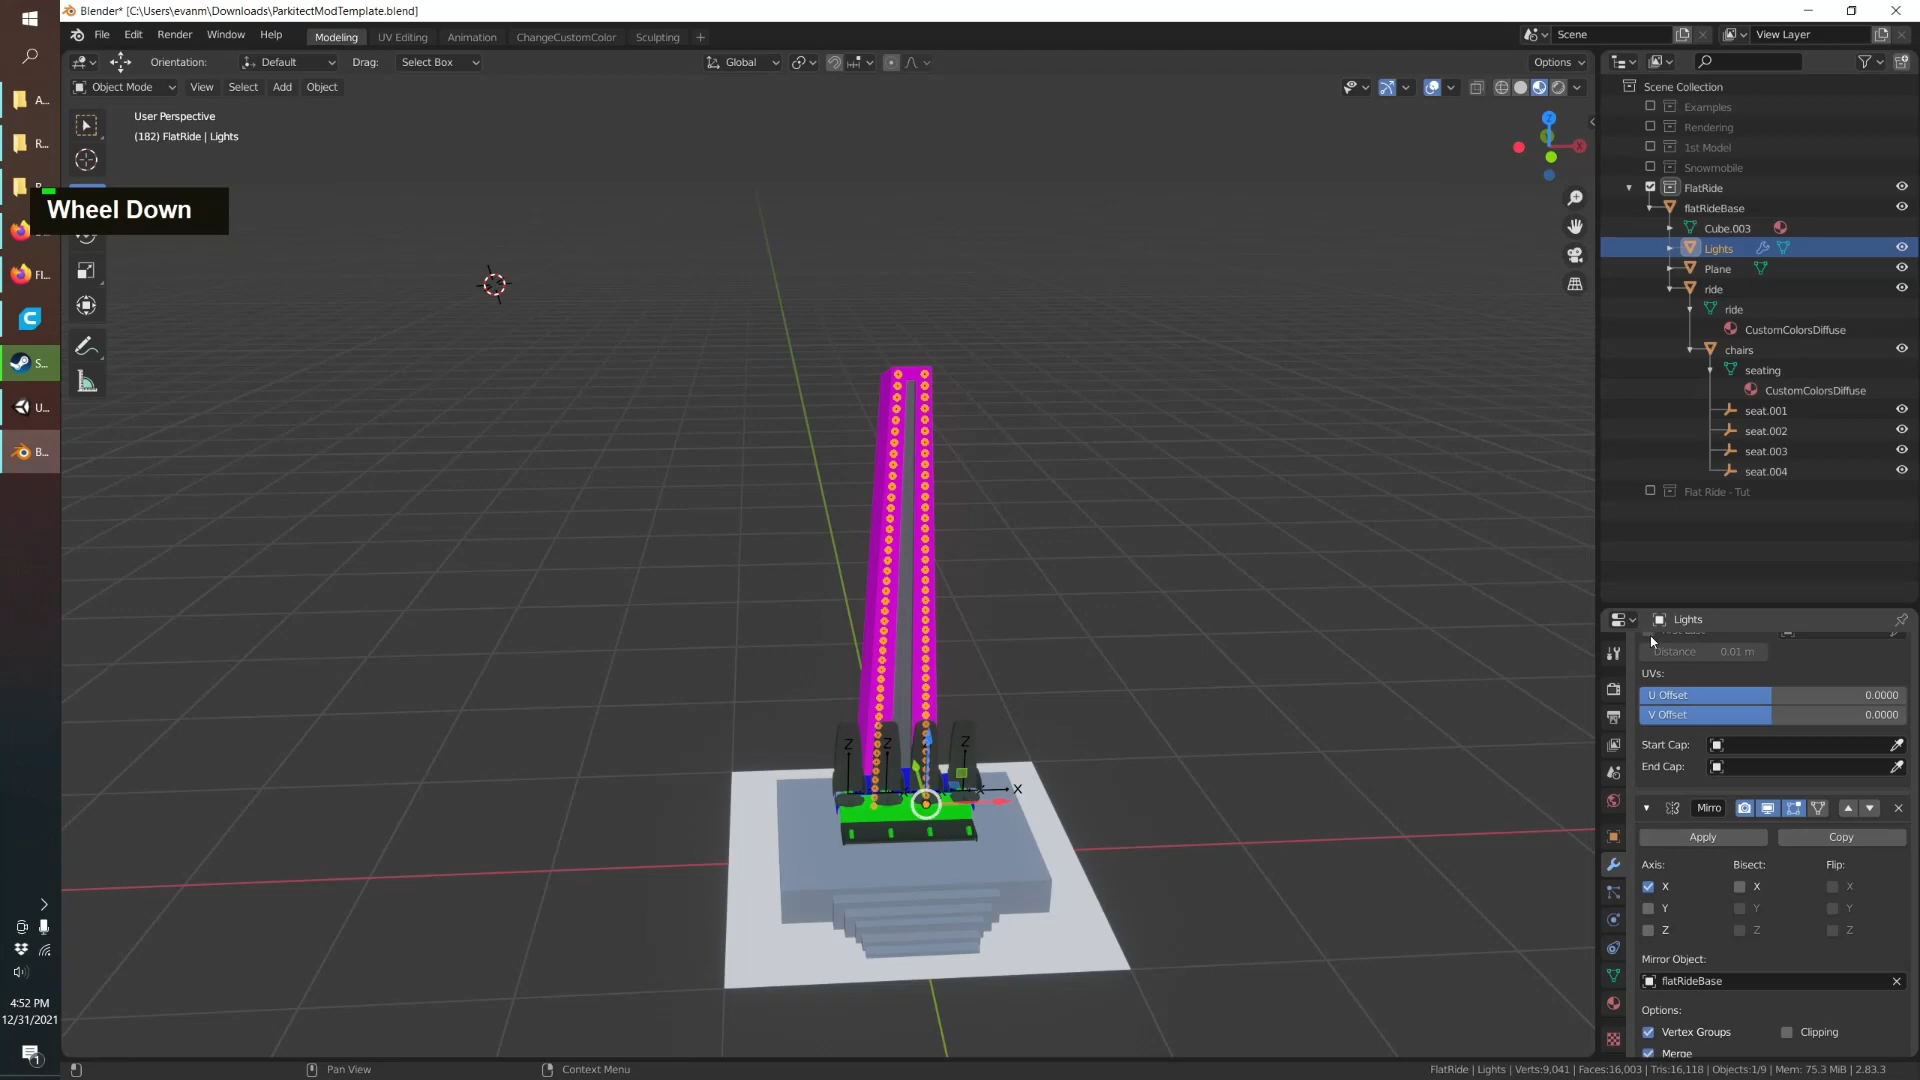 Blender* [C:\Users\evanm\Downloads\ParkitectModTemplate.blend]
File Edit Render Window Help Modeling UV Editing Animation ChangeCustomColor Sculpting + Scene View Layer
Orientation: Default Drag: Select Box Global Options
Object Mode View Select Add Object
User Perspective
(182) FlatRide | Lights
Wheel Down
A...
R...
Fl...
S...
U...
B...
4:52 PM
12/31/2021
1
Z
X
Z
Z
Z
X
Scene Collection
Examples
Rendering
1st Model
Snowmobile
FlatRide
flatRideBase
Cube.003
Lights
Plane
ride
ride
CustomColorsDiffuse
chairs
seating
CustomColorsDiffuse
seat.001
seat.002
seat.003
seat.004
Flat Ride - Tut
Lights
Distance 0.01 m
UVs:
U Offset 0.0000
V Offset 0.0000
Start Cap:
End Cap:
Mirro
Apply Copy
Axis: Bisect: Flip:
X X X
Y Y Y
Z Z Z
Mirror Object:
flatRideBase
Options:
Vertex Groups Clipping
Merge
Pan View Context Menu FlatRide | Lights | Verts:9,041 | Faces:16,003 | Tris:16,118 | Objects:1/9 | Mem: 75.3 MiB | 2.83.3